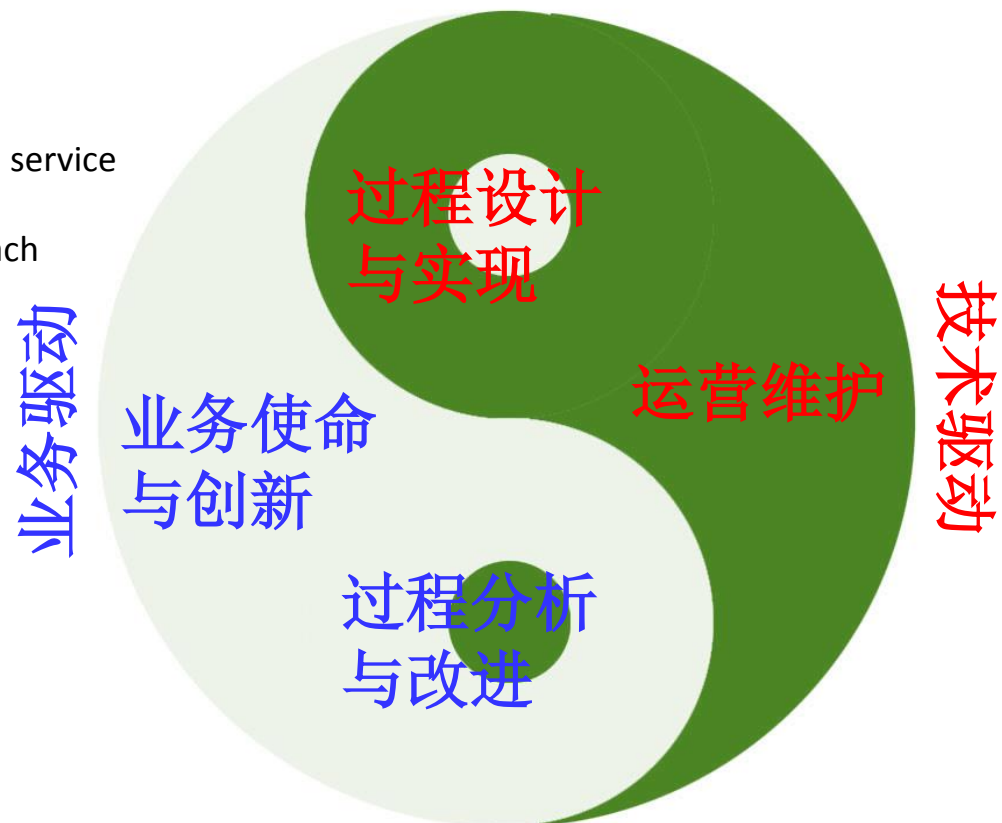 service
业务驱动
过程设计
与实现
业务使命
与创新
运营维护
过程分析
与改进
技术驱动